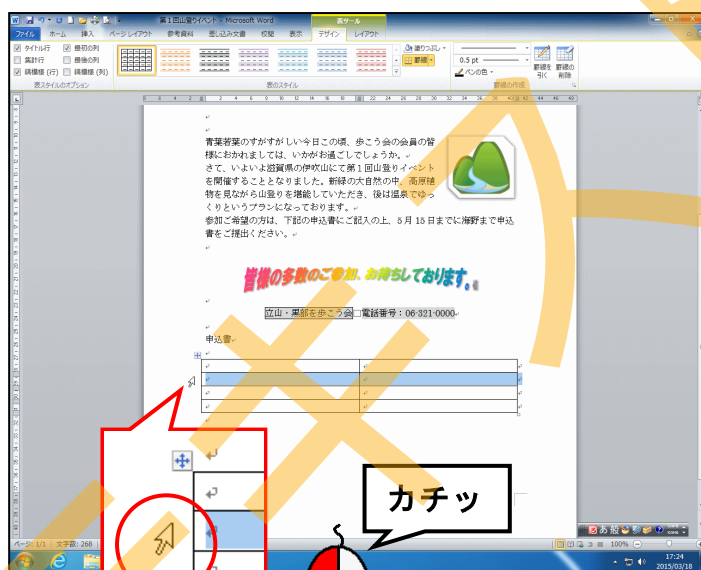 第1回山登りイベント - Microsoft Word
表ツール
ファイル ホーム 挿入 ページ レイアウト 参考資料 差し込み文書 校閲 表示 デザイン レイアウト
タイトル行 最初の列
集計行 最後の列
縞模様 (行) 縞模様 (列)
表スタイルのオプション
表のスタイル
塗りつぶし
罫線
0.5 pt
ペンの色
罫線を引く
罫線の削除
罫線の作成
青葉若葉のすがすがしい今日この頃、歩こう会の会員の皆
様におかれましては、いかがお過ごしでしょうか。
さて、いよいよ滋賀県の伊吹山にて第1回山登りイベント
を開催することとなりました。新緑の大自然の中、高原植
物を見ながら山登りを堪能していただき、後は温泉でゆっ
くりというプランになっております。
参加ご希望の方は、下記の申込書にご記入の上、5月15日までに海野まで申込
書をご提出ください。
皆様の多数のご参加、お待ちしております。
立山・黒部を歩こう会□電話番号：06-321-0000
申込書
カチッ
ページ: 1/1 文字数: 268
あ 般
100%
17:24
2015/03/18